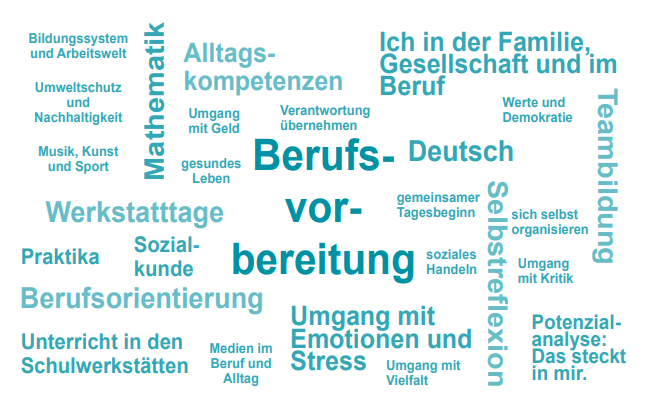 Bildungssystem
und Arbeitswelt
Mathematik
Alltags-
kompetenzen
Ich in der Familie,
Gesellschaft und im
Beruf
Umweltschutz
und
Nachhaltigkeit
Umgang
mit Geld
Verantwortung
übernehmen
Werte und
Demokratie
Teambildung
Musik, Kunst
und Sport
gesundes
Leben
Berufs-
vor-
bereitung
Deutsch
Werkstatttage
gemeinsamer
Tagesbeginn
Selbstreflexion
sich selbst
organisieren
Praktika
Sozial-
kunde
soziales
Handeln
Umgang
mit Kritik
Berufsorientierung
Unterricht in den
Schulwerkstätten
Medien im
Beruf und
Alltag
Umgang mit
Emotionen und
Stress
Umgang mit
Vielfalt
Potenzial-
analyse:
Das steckt
in mir.